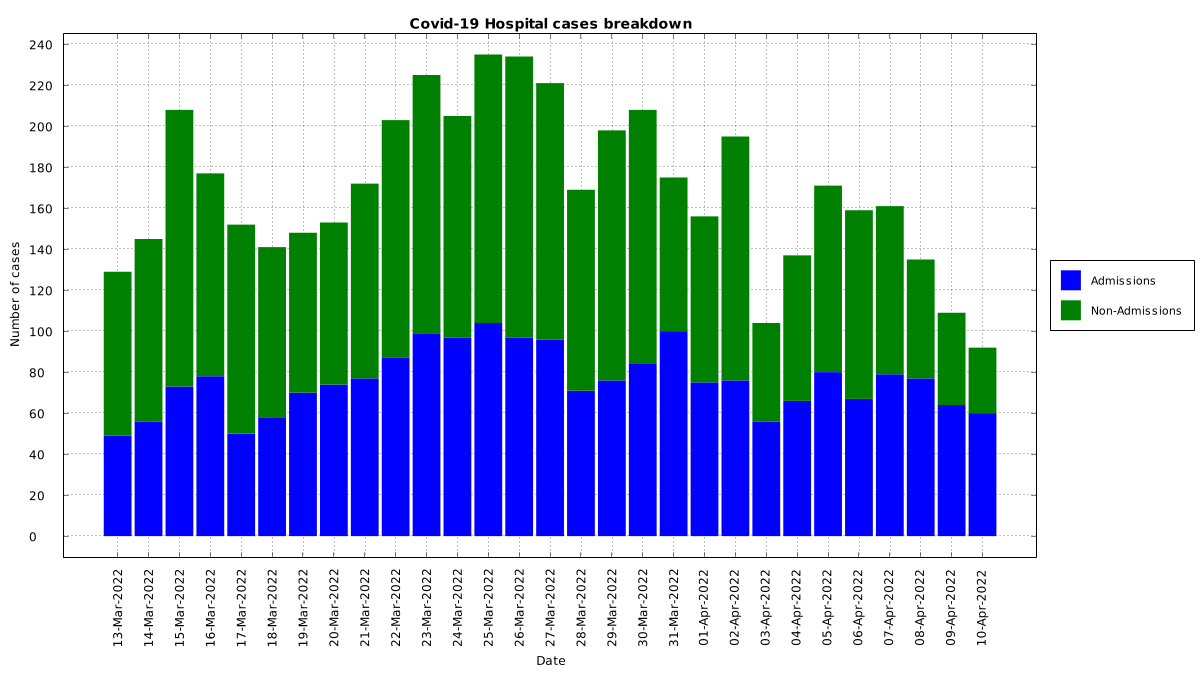 Covid-19 Hospital cases breakdown
240
220
200
180
160
140
120
100
80
60
40
20
0
Number of cases
13-Mar-2022
14-Mar-2022
15-Mar-2022
16-Mar-2022
17-Mar-2022
18-Mar-2022
19-Mar-2022
20-Mar-2022
21-Mar-2022
22-Mar-2022
23-Mar-2022
24-Mar-2022
25-Mar-2022
26-Mar-2022
27-Mar-2022
28-Mar-2022
29-Mar-2022
30-Mar-2022
31-Mar-2022
01-Apr-2022
02-Apr-2022
03-Apr-2022
04-Apr-2022
05-Apr-2022
06-Apr-2022
07-Apr-2022
08-Apr-2022
09-Apr-2022
10-Apr-2022
Date
Admissions
Non-Admissions